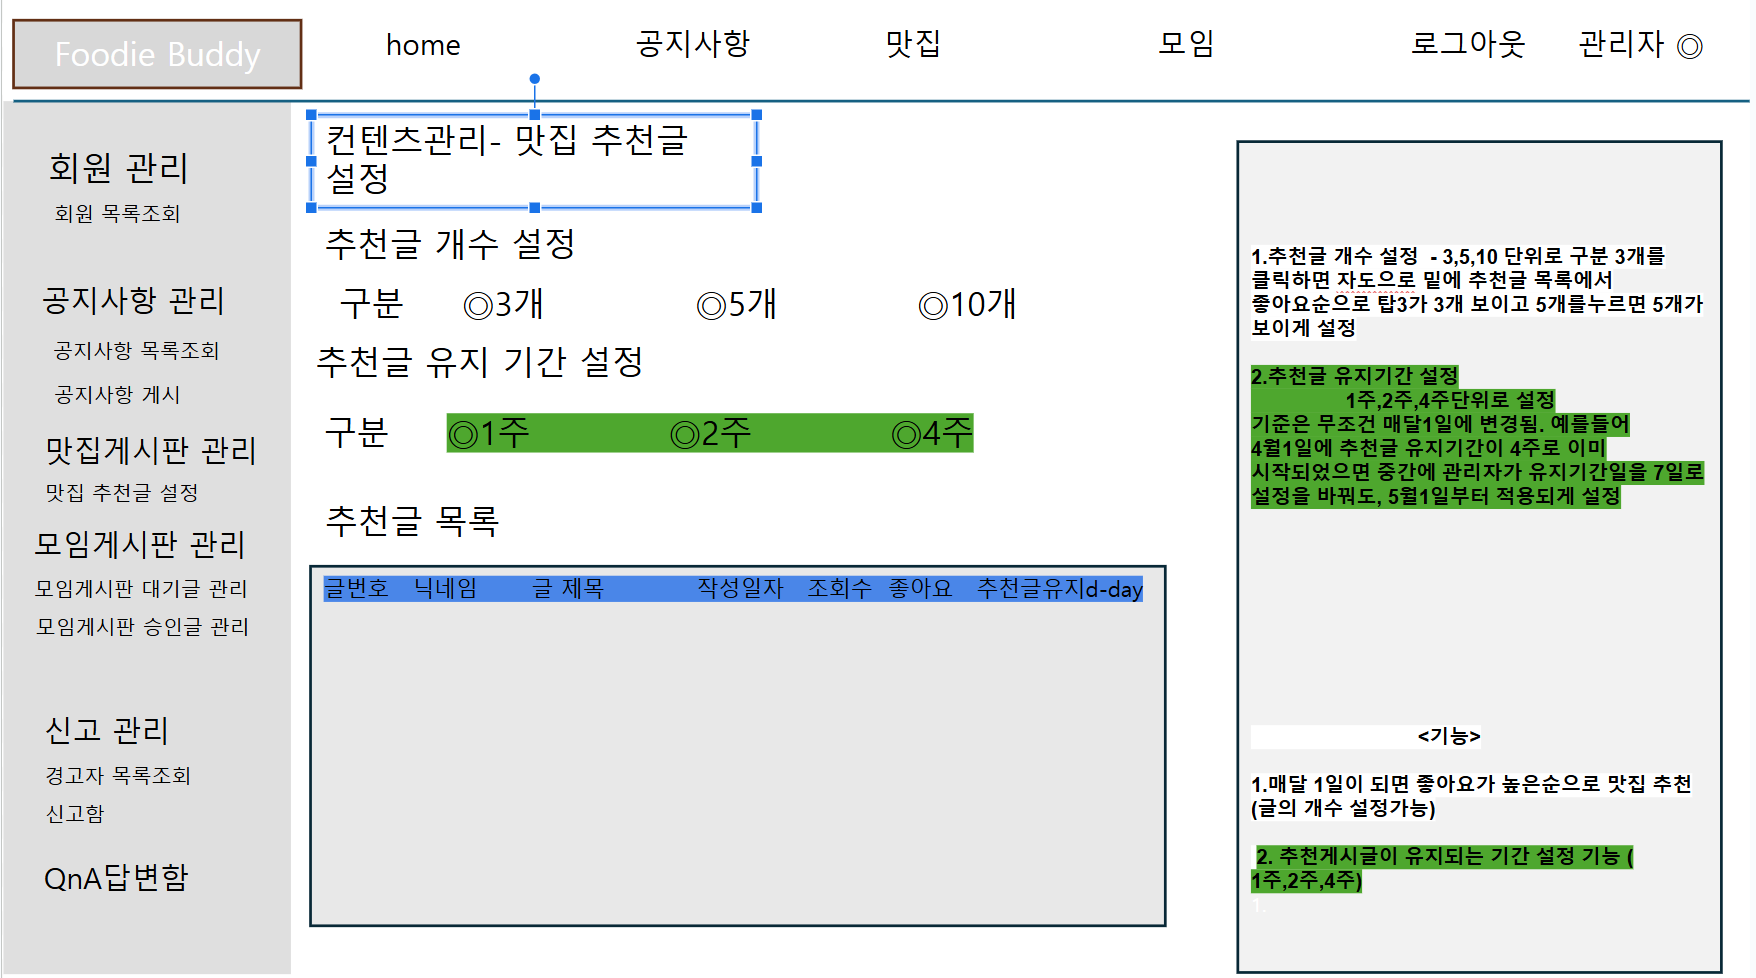 Foodie Buddy
home
공지사항
맛집
모임
로그아웃
관리자 ◎
회원 관리
회원 목록조회
공지사항 관리
공지사항 목록조회
공지사항 게시
맛집게시판 관리
맛집 추천글 설정
모임게시판 관리
모임게시판 대기글 관리
모임게시판 승인글 관리
신고 관리
경고자 목록조회
신고함
QnA답변함
컨텐츠관리- 맛집 추천글
설정
추천글 개수 설정
구분 ◎3개 ◎5개 ◎10개
추천글 유지 기간 설정
구분 ◎1주 ◎2주 ◎4주
추천글 목록
글번호 닉네임 글 제목 작성일자 조회수 좋아요 추천글유지d-day
1.추천글 개수 설정 - 3,5,10 단위로 구분 3개를
클릭하면 자도으로 밑에 추천글 목록에서
좋아요순으로 탑3가 3개 보이고 5개를누르면 5개가
보이게 설정
2.추천글 유지기간 설정
1주,2주,4주단위로 설정
기준은 무조건 매달1일에 변경됨. 예를들어
4월1일에 추천글 유지기간이 4주로 이미
시작되었으면 중간에 관리자가 유지기간일을 7일로
설정을 바꿔도, 5월1일부터 적용되게 설정
<기능>
1.매달 1일이 되면 좋아요가 높은순으로 맛집 추천
(글의 개수 설정가능)
2. 추천게시글이 유지되는 기간 설정 기능 (
1주,2주,4주)
1.